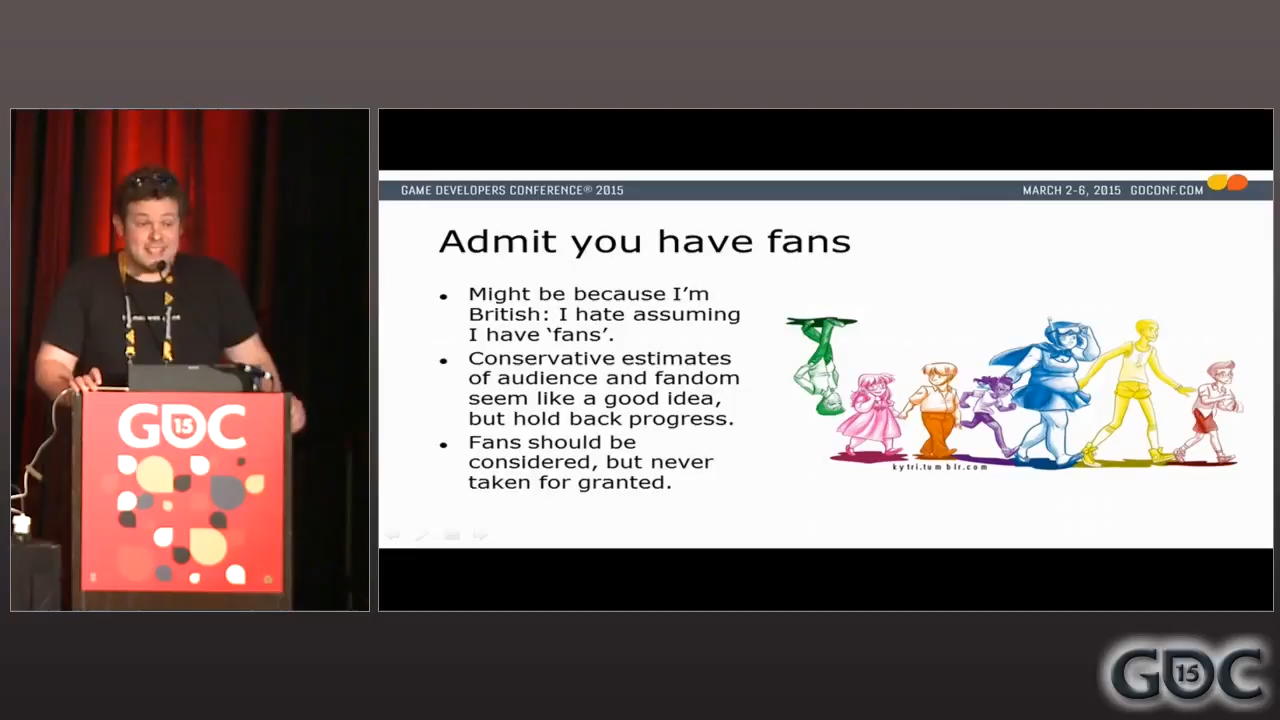 GAME DEVELOPERS CONFERENCE® 2015
MARCH 2-6, 2015 GDCONF.COM
Admit you have fans
• Might be because I'm
British: I hate assuming
I have 'fans'.
• Conservative estimates
of audience and fandom
seem like a good idea,
but hold back progress.
• Fans should be
considered, but never
taken for granted.
kytri.tumblr.com
GDC
15
GDC
15